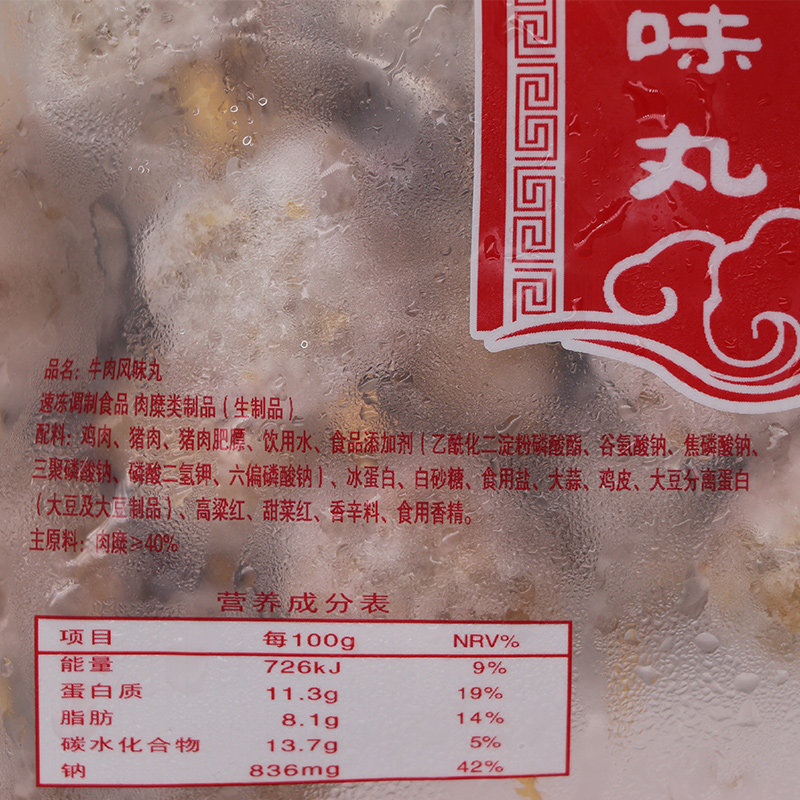 味
丸
品名：牛肉风味丸
速冻调制食品 肉糜类制品（生制品）
配料：鸡肉、猪肉、猪肉肥膘、饮用水、食品添加剂（乙酰化二淀粉磷酸酯、谷氨酸钠、焦磷酸钠、
三聚磷酸钠、磷酸二氢钾、六偏磷酸钠）、冰蛋白、白砂糖、食用盐、大蒜、鸡皮、大豆分离蛋白
（大豆及大豆制品）、高粱红、甜菜红、香辛料、食用香精。
主原料：肉糜≥40%
营养成分表
项目 每100g NRV%
能量 726kJ 9%
蛋白质 11.3g 19%
脂肪 8.1g 14%
碳水化合物 13.7g 5%
钠 836mg 42%